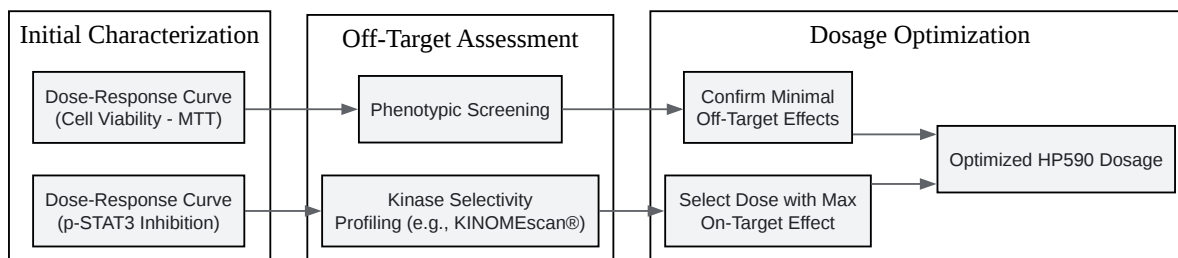 Initial Characterization
Dose-Response Curve
(Cell Viability - MTT)
Dose-Response Curve
(p-STAT3 Inhibition)
Off-Target Assessment
Phenotypic Screening
Kinase Selectivity
Profiling (e.g., KINOMEscan®)
Dosage Optimization
Confirm Minimal
Off-Target Effects
Select Dose with Max
On-Target Effect
Optimized HP590 Dosage